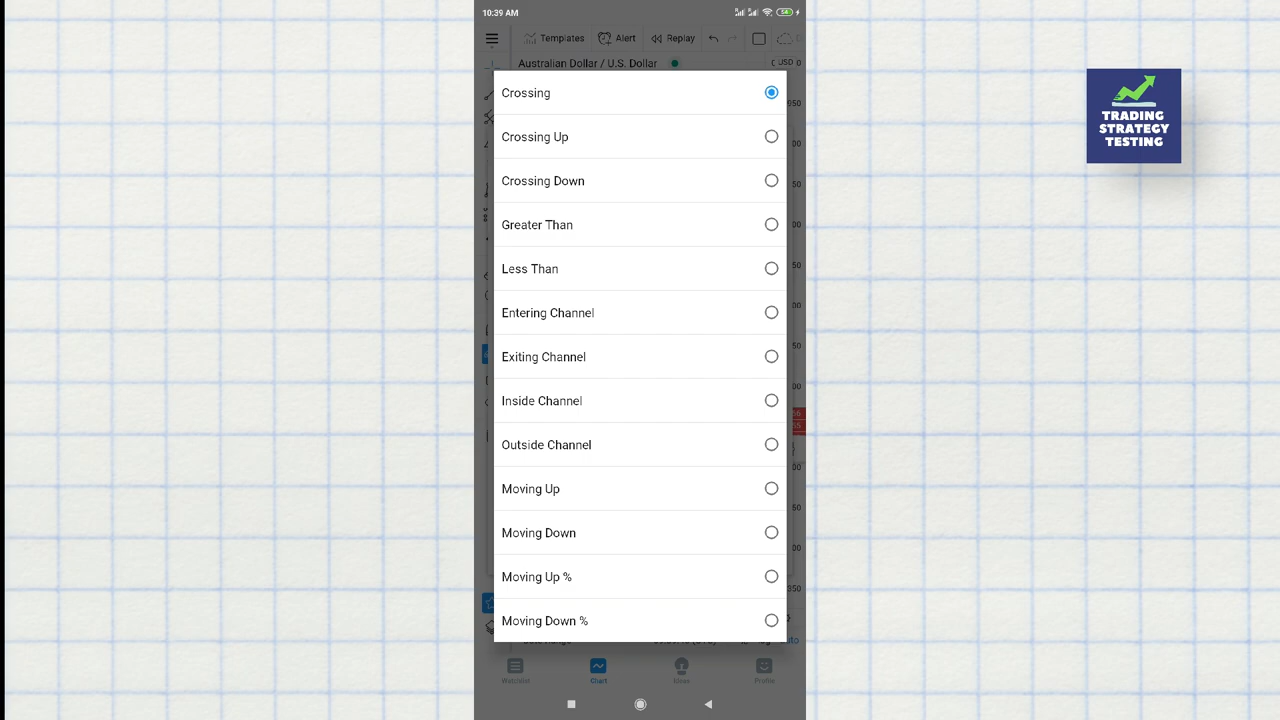 10:39 AM
54
Templates
Alert
Replay
Australian Dollar / U.S. Dollar
USD
Crossing
Crossing Up
Crossing Down
Greater Than
Less Than
Entering Channel
Exiting Channel
Inside Channel
Outside Channel
Moving Up
Moving Down
Moving Up %
Moving Down %
Watchlist
Chart
Ideas
Profile
TRADING
STRATEGY
TESTING